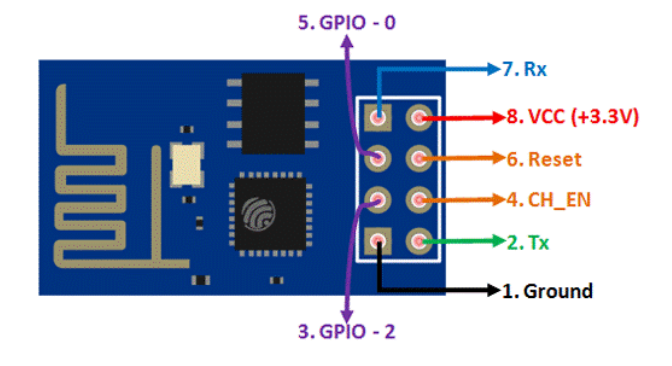 5. GPIO - 0
7. Rx
8. VCC (+3.3V)
6. Reset
4. CH_EN
2. Tx
1. Ground
3. GPIO - 2